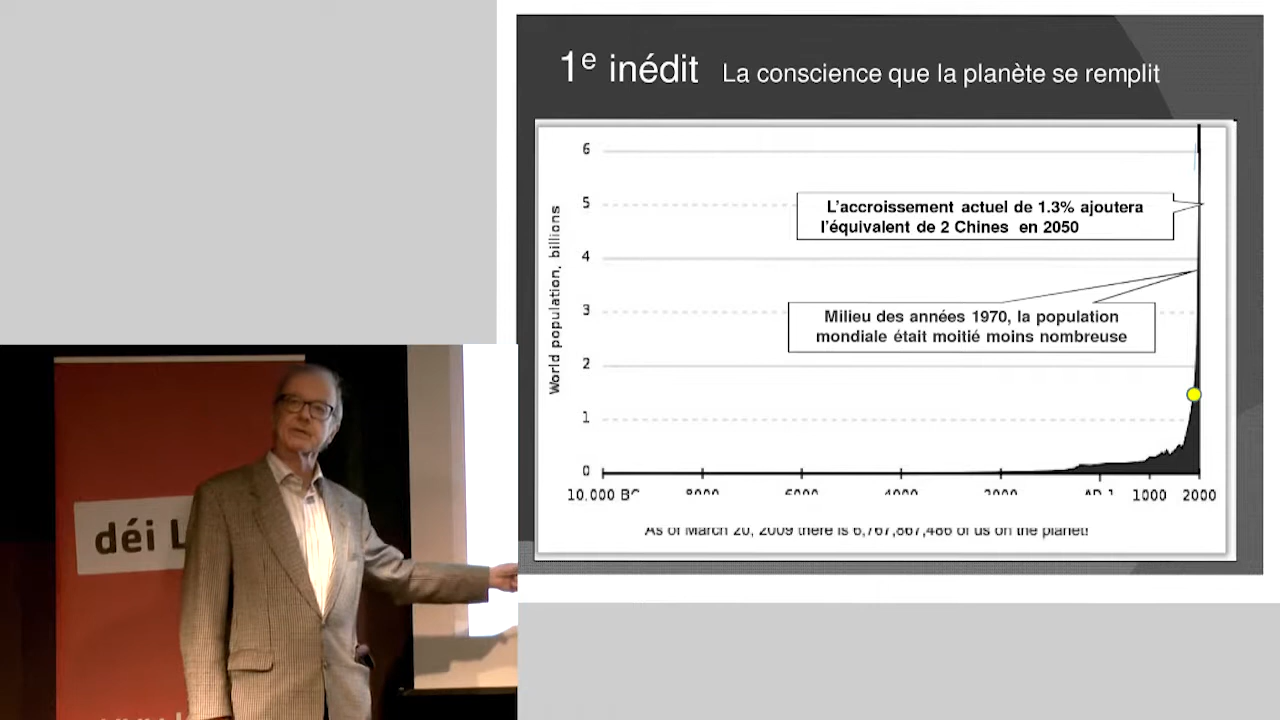 1e inédit La conscience que la planète se remplit
6
5
4
3
2
1
0
World population, billions
L'accroissement actuel de 1.3% ajoutera
l'équivalent de 2 Chines en 2050
Milieu des années 1970, la population
mondiale était moitié moins nombreuse
10,000 BC 8000 6000 4000 2000 AD 1 1000 2000
As of March 20, 2009 there is 6,767,867,486 of us on the planet!
déi